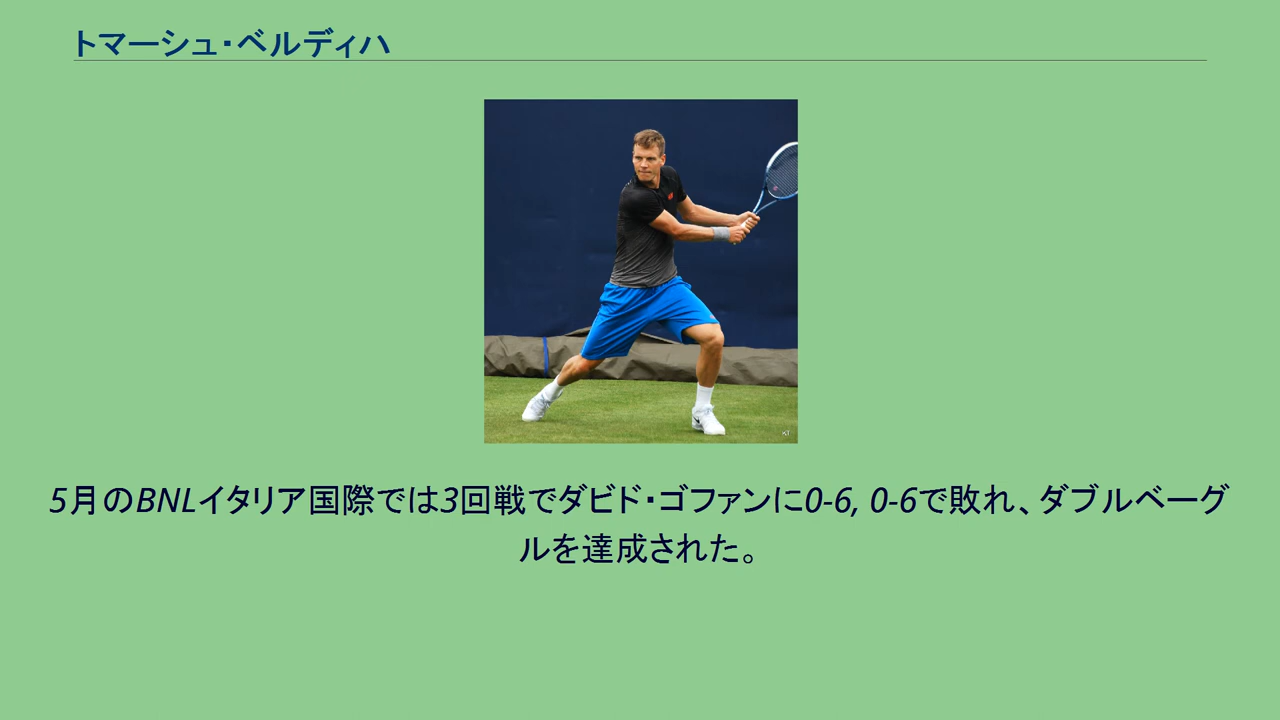 トマーシュ・ベルディハ
5月のBNLイタリア国際では3回戦でダビド・ゴファンに0-6, 0-6で敗れ、ダブルベーグ
ルを達成された。